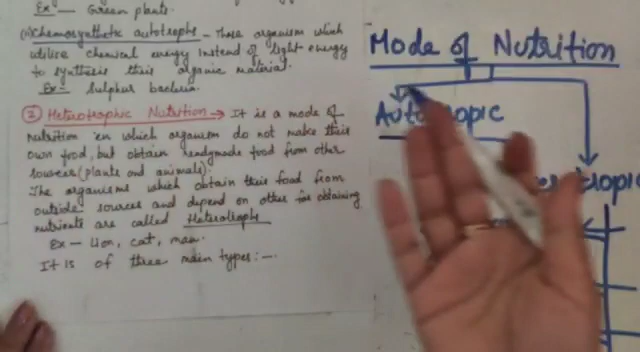 Ex — Green plants.
Chemosynthetic autotrophs — Those organism which
utilise chemical energy instead of light energy
to synthesis their organic material.
Ex:- Sulphur bacteria.
② Heterotrophic Nutrition → It is a mode of
nutrition in which organism do not make their
own food, but obtain readymade food from other
sources (plants and animals).
The organisms which obtain their food from
outside sources and depend on other for obtaining
nutrients are called Heterotrophs
Ex — Lion, cat, man.
It is of three main types:—
Mode of Nutrition